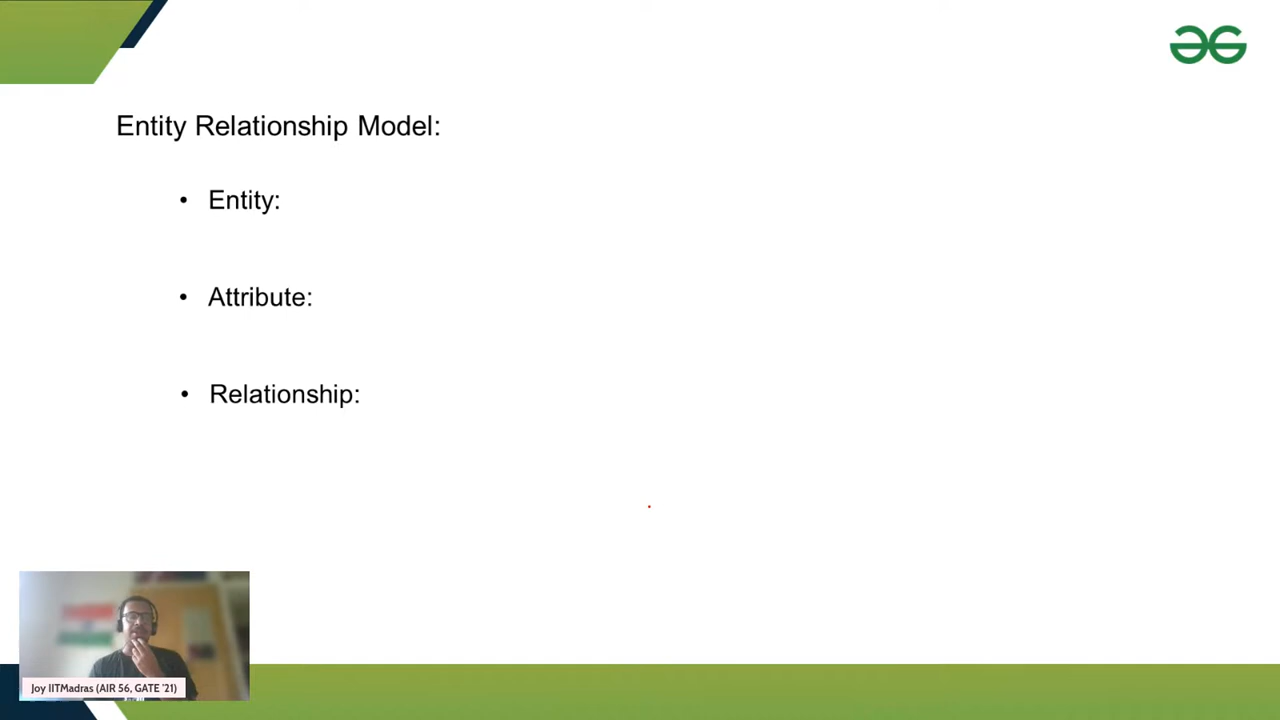 Entity Relationship Model:
• Entity:
• Attribute:
• Relationship:
Joy IITMadras (AIR 56, GATE '21)